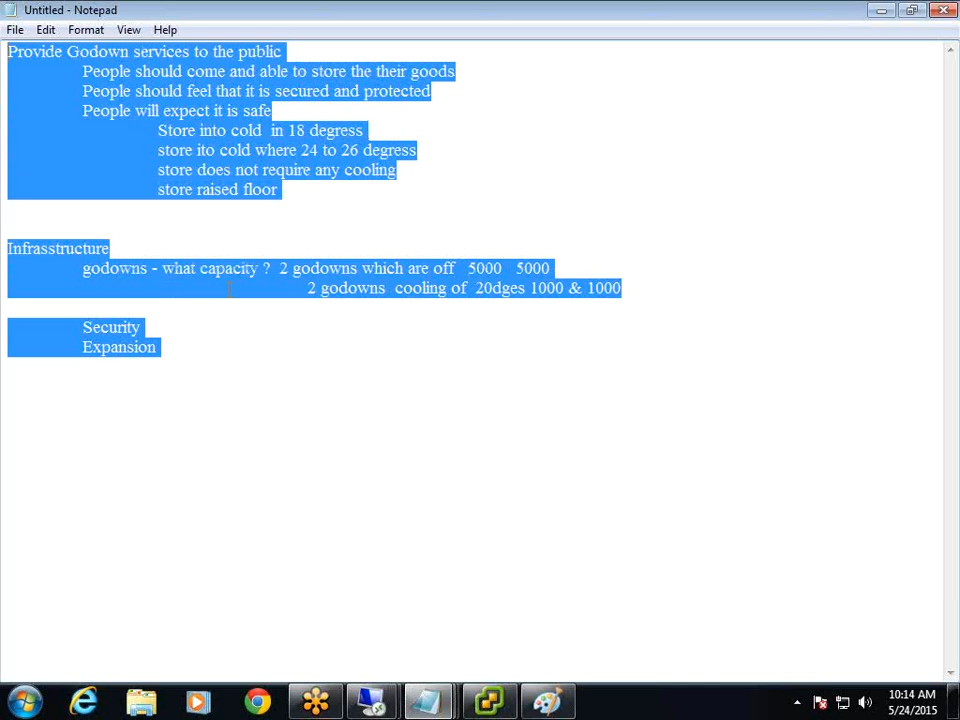 Untitled - Notepad
File Edit Format View Help
Provide Godown services to the public
People should come and able to store the their goods
People should feel that it is secured and protected
People will expect it is safe
Store into cold  in 18 degress
store ito cold where 24 to 26 degress
store does not require any cooling
store raised floor
Infrasstructure
godowns - what capacity ?  2 godowns which are off   5000   5000
2 godowns  cooling of  20dges 1000 & 1000
Security
Expansion
10:14 AM
5/24/2015